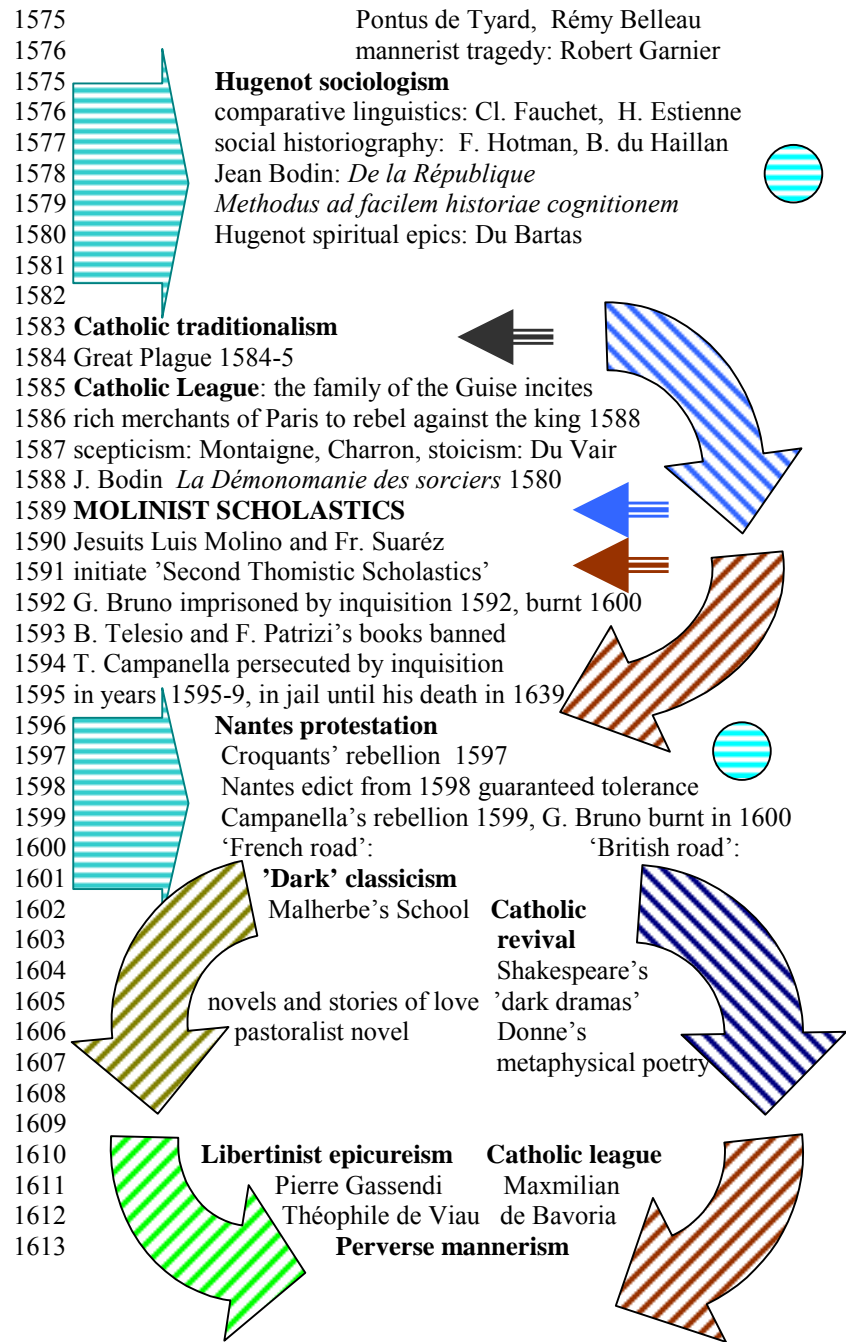 1575 Pontus de Tyard, Rémy Belleau
1576 mannerist tragedy: Robert Garnier
1575 Hugenot sociologism
1576 comparative linguistics: Cl. Fauchet, H. Estienne
1577 social historiography: F. Hotman, B. du Haillan
1578 Jean Bodin: De la République
1579 Methodus ad facilem historiae cognitionem
1580 Hugenot spiritual epics: Du Bartas
1581
1582
1583 Catholic traditionalism
1584 Great Plague 1584-5
1585 Catholic League: the family of the Guise incites
1586 rich merchants of Paris to rebel against the king 1588
1587 scepticism: Montaigne, Charron, stoicism: Du Vair
1588 J. Bodin La Démonomanie des sorciers 1580
1589 MOLINIST SCHOLASTICS
1590 Jesuits Luis Molino and Fr. Suaréz
1591 initiate ’Second Thomistic Scholastics’
1592 G. Bruno imprisoned by inquisition 1592, burnt 1600
1593 B. Telesio and F. Patrizi’s books banned
1594 T. Campanella persecuted by inquisition
1595 in years 1595-9, in jail until his death in 1639
1596 Nantes protestation
1597 Croquants’ rebellion 1597
1598 Nantes edict from 1598 guaranteed tolerance
1599 Campanella’s rebellion 1599, G. Bruno burnt in 1600
1600 ‘French road’: ‘British road’:
1601 ’Dark’ classicism
1602 Malherbe’s School Catholic
1603 revival
1604 Shakespeare’s
1605 novels and stories of love ’dark dramas’
1606 pastoralist novel Donne’s
1607 metaphysical poetry
1608
1609
1610 Libertinist epicureism Catholic league
1611 Pierre Gassendi Maxmilian
1612 Théophile de Viau de Bavoria
1613 Perverse mannerism